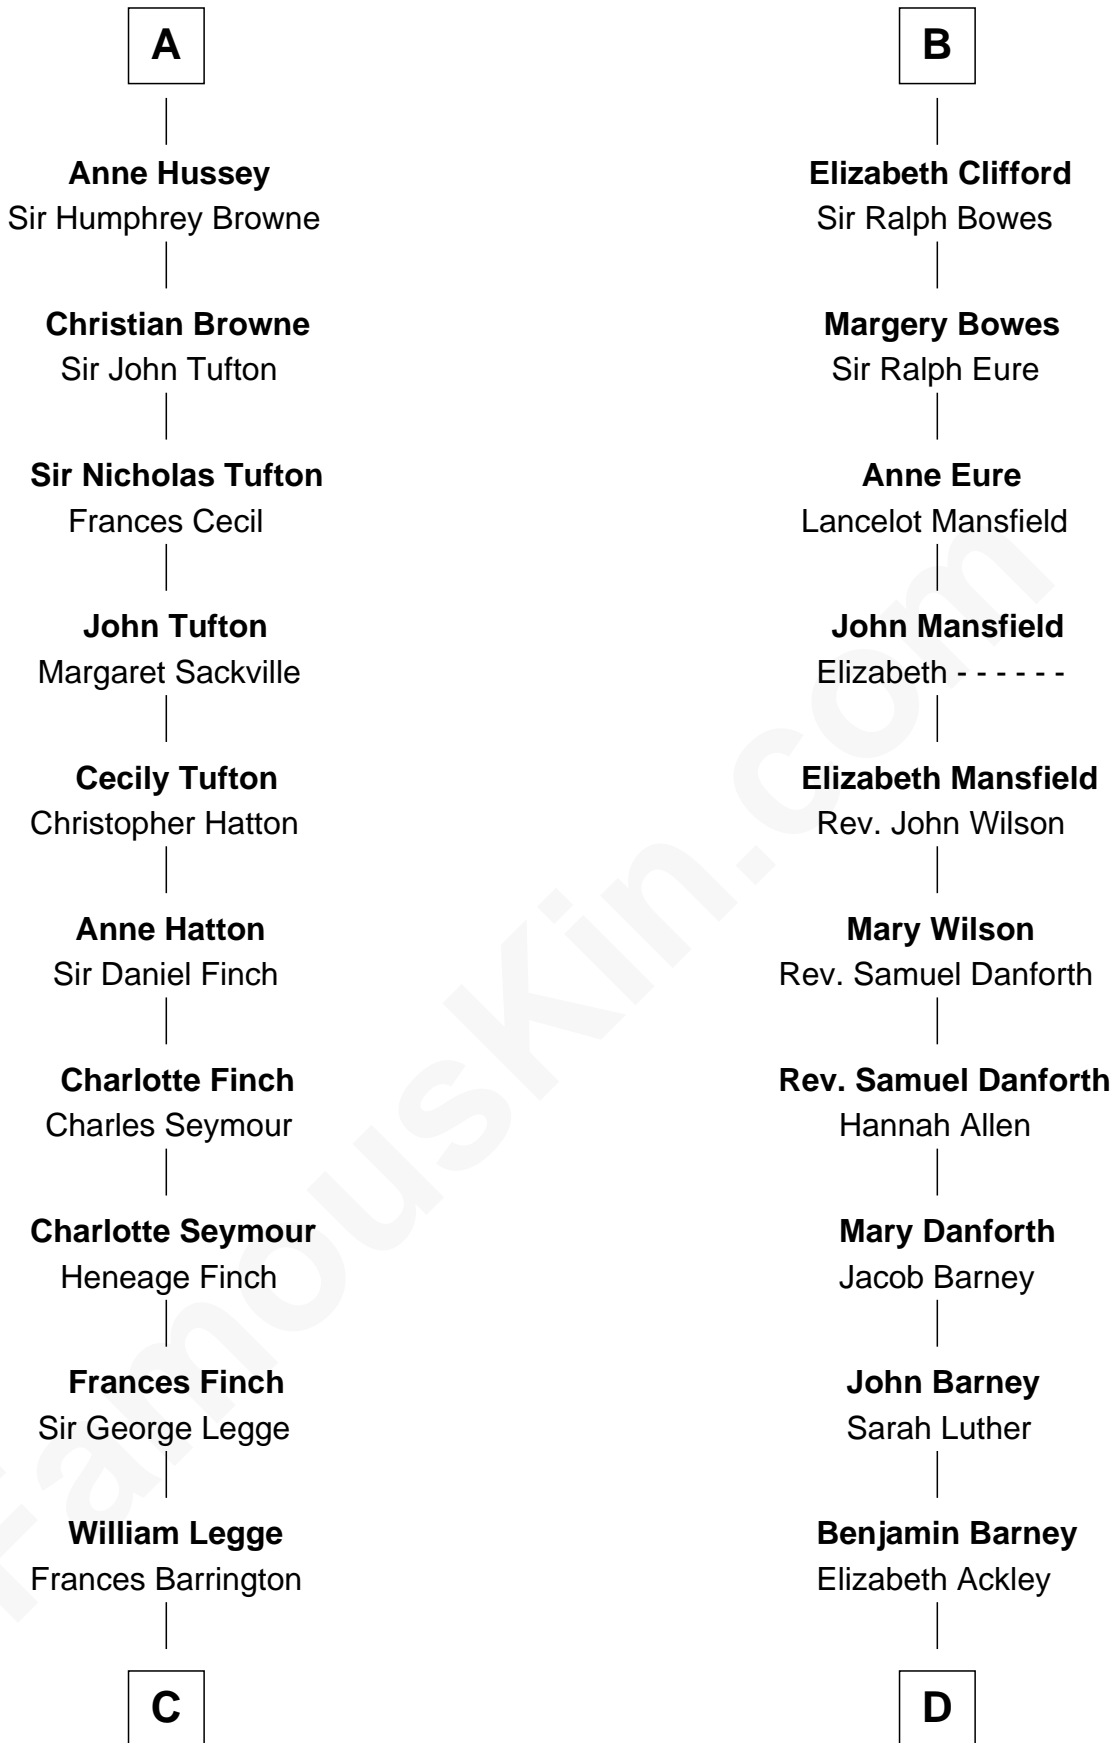 A
Anne Hussey
Sir Humphrey Browne
Christian Browne
Sir John Tufton
Sir Nicholas Tufton
Frances Cecil
John Tufton
Margaret Sackville
Cecily Tufton
Christopher Hatton
Anne Hatton
Sir Daniel Finch
Charlotte Finch
Charles Seymour
Charlotte Seymour
Heneage Finch
Frances Finch
Sir George Legge
William Legge
Frances Barrington
C
B
Elizabeth Clifford
Sir Ralph Bowes
Margery Bowes
Sir Ralph Eure
Anne Eure
Lancelot Mansfield
John Mansfield
Elizabeth - - - - - -
Elizabeth Mansfield
Rev. John Wilson
Mary Wilson
Rev. Samuel Danforth
Rev. Samuel Danforth
Hannah Allen
Mary Danforth
Jacob Barney
John Barney
Sarah Luther
Benjamin Barney
Elizabeth Ackley
D
FamousKin.com